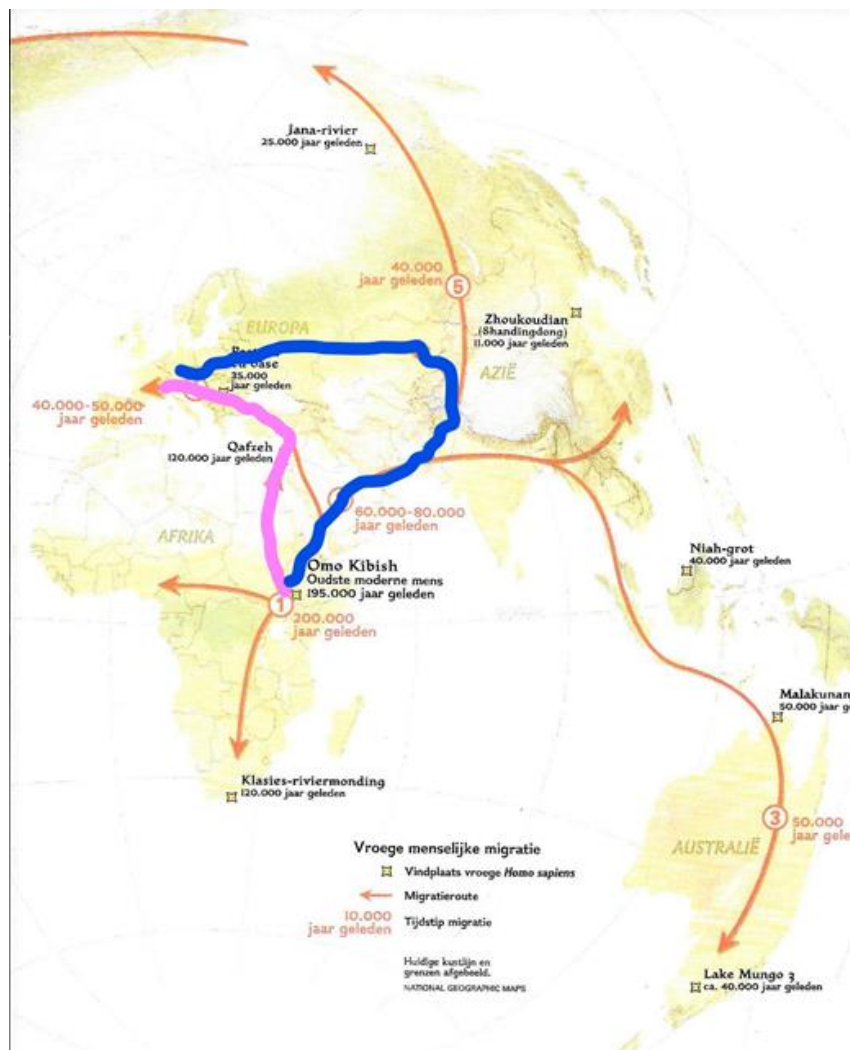 Jana-rivier
25.000 jaar geleden
40.000
jaar geleden
5
Zhoukoudian
(Shandingdong)
11.000 jaar geleden
EUROPA
AZIË
35.000
jaar geleden
40.000-50.000
jaar geleden
Qafzeh
120.000 jaar geleden
60.000-80.000
jaar geleden
AFRIKA
Omo Kibish
Oudste moderne mens
195.000 jaar geleden
1
200.000
jaar geleden
Niah-grot
40.000 jaar geleden
Malakunan
50.000 jaar ge
Klasies-riviermonding
120.000 jaar geleden
3
50.000
jaar gele
AUSTRALIË
Vroege menselijke migratie
Vindplaats vroege Homo sapiens
Migratieroute
10.000
jaar geleden
Tijdstip migratie
Huidige kustlijn en
grenzen afgebeeld.
NATIONAL GEOGRAPHIC MAPS
Lake Mungo 3
ca. 40.000 jaar geleden